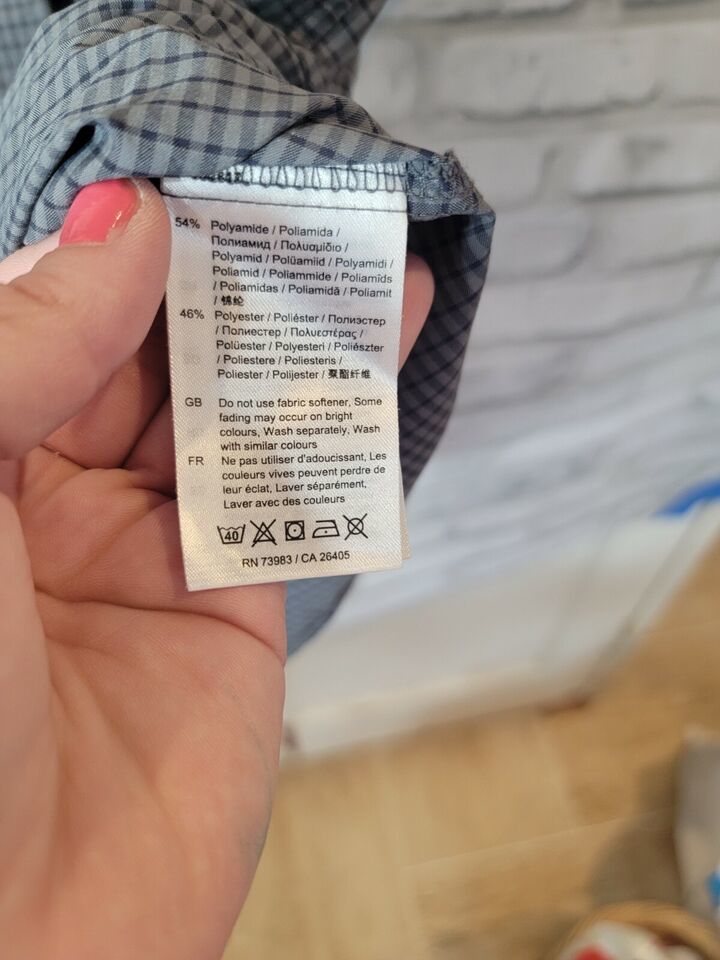 54% Polyamide / Poliamida /
Полиамид / Πολυαμίδιο /
Polyamid / Polüamiid / Polyamidi /
Poliamid / Poliammide / Poliamīds
/ Poliamidas / Poliamidă / Poliamit
/ 锦纶
46% Polyester / Poliéster / Полиэстер
/ Полиестер / Πολυεστέρας /
Polüester / Polyesteri / Poliészter
/ Poliestere / Poliesteris /
Poliester / Polijester / 聚酯纤维
GB Do not use fabric softener, Some
fading may occur on bright
colours, Wash separately, Wash
with similar colours
FR Ne pas utiliser d'adoucissant, Les
couleurs vives peuvent perdre de
leur éclat, Laver séparément,
Laver avec des couleurs
40
RN 73983 / CA 26405